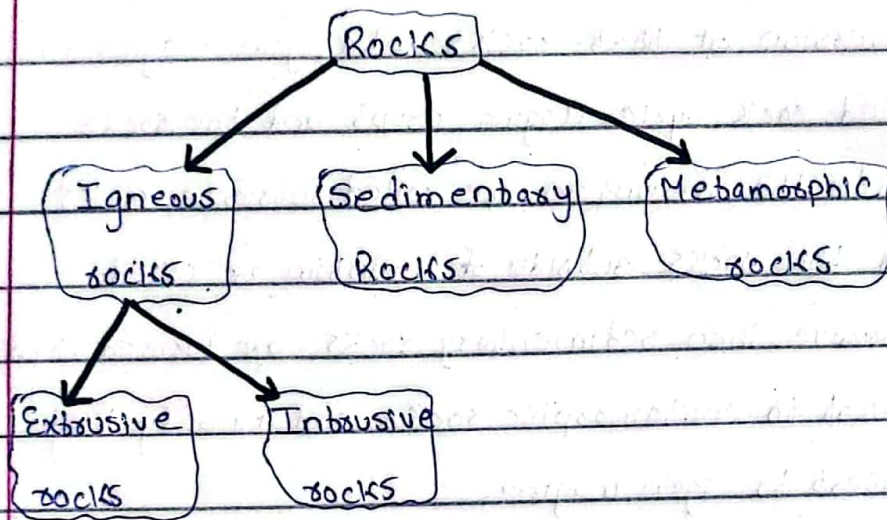 Rocks
Igneous
rocks
Sedimentary
Rocks
Metamorphic
rocks
Extrusive
rocks
Intrusive
rocks